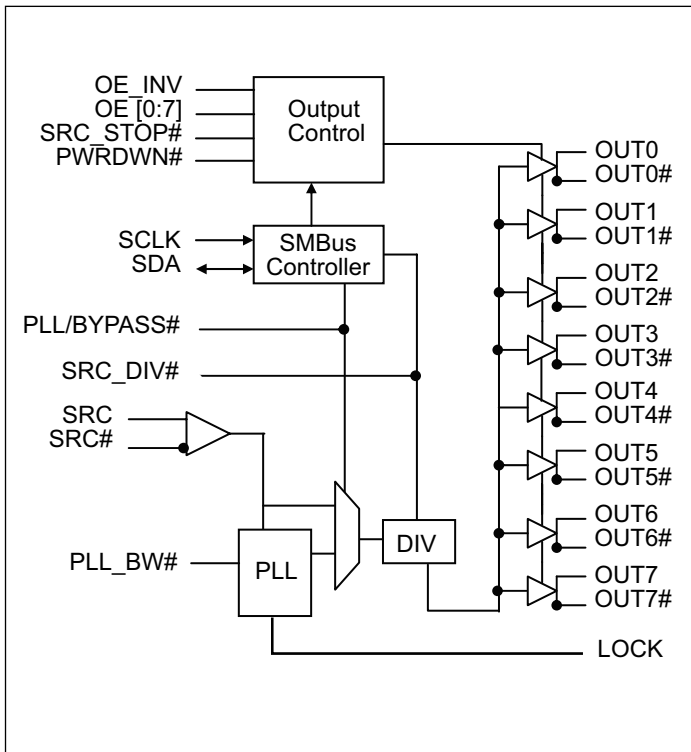 OE_INV
OE [0:7]
SRC_STOP#
PWRDWN#
Output
Control
SCLK
SDA
SMBus
Controller
PLL/BYPASS#
SRC_DIV#
SRC
SRC#
PLL_BW#
PLL
DIV
OUT0
OUT0#
OUT1
OUT1#
OUT2
OUT2#
OUT3
OUT3#
OUT4
OUT4#
OUT5
OUT5#
OUT6
OUT6#
OUT7
OUT7#
LOCK